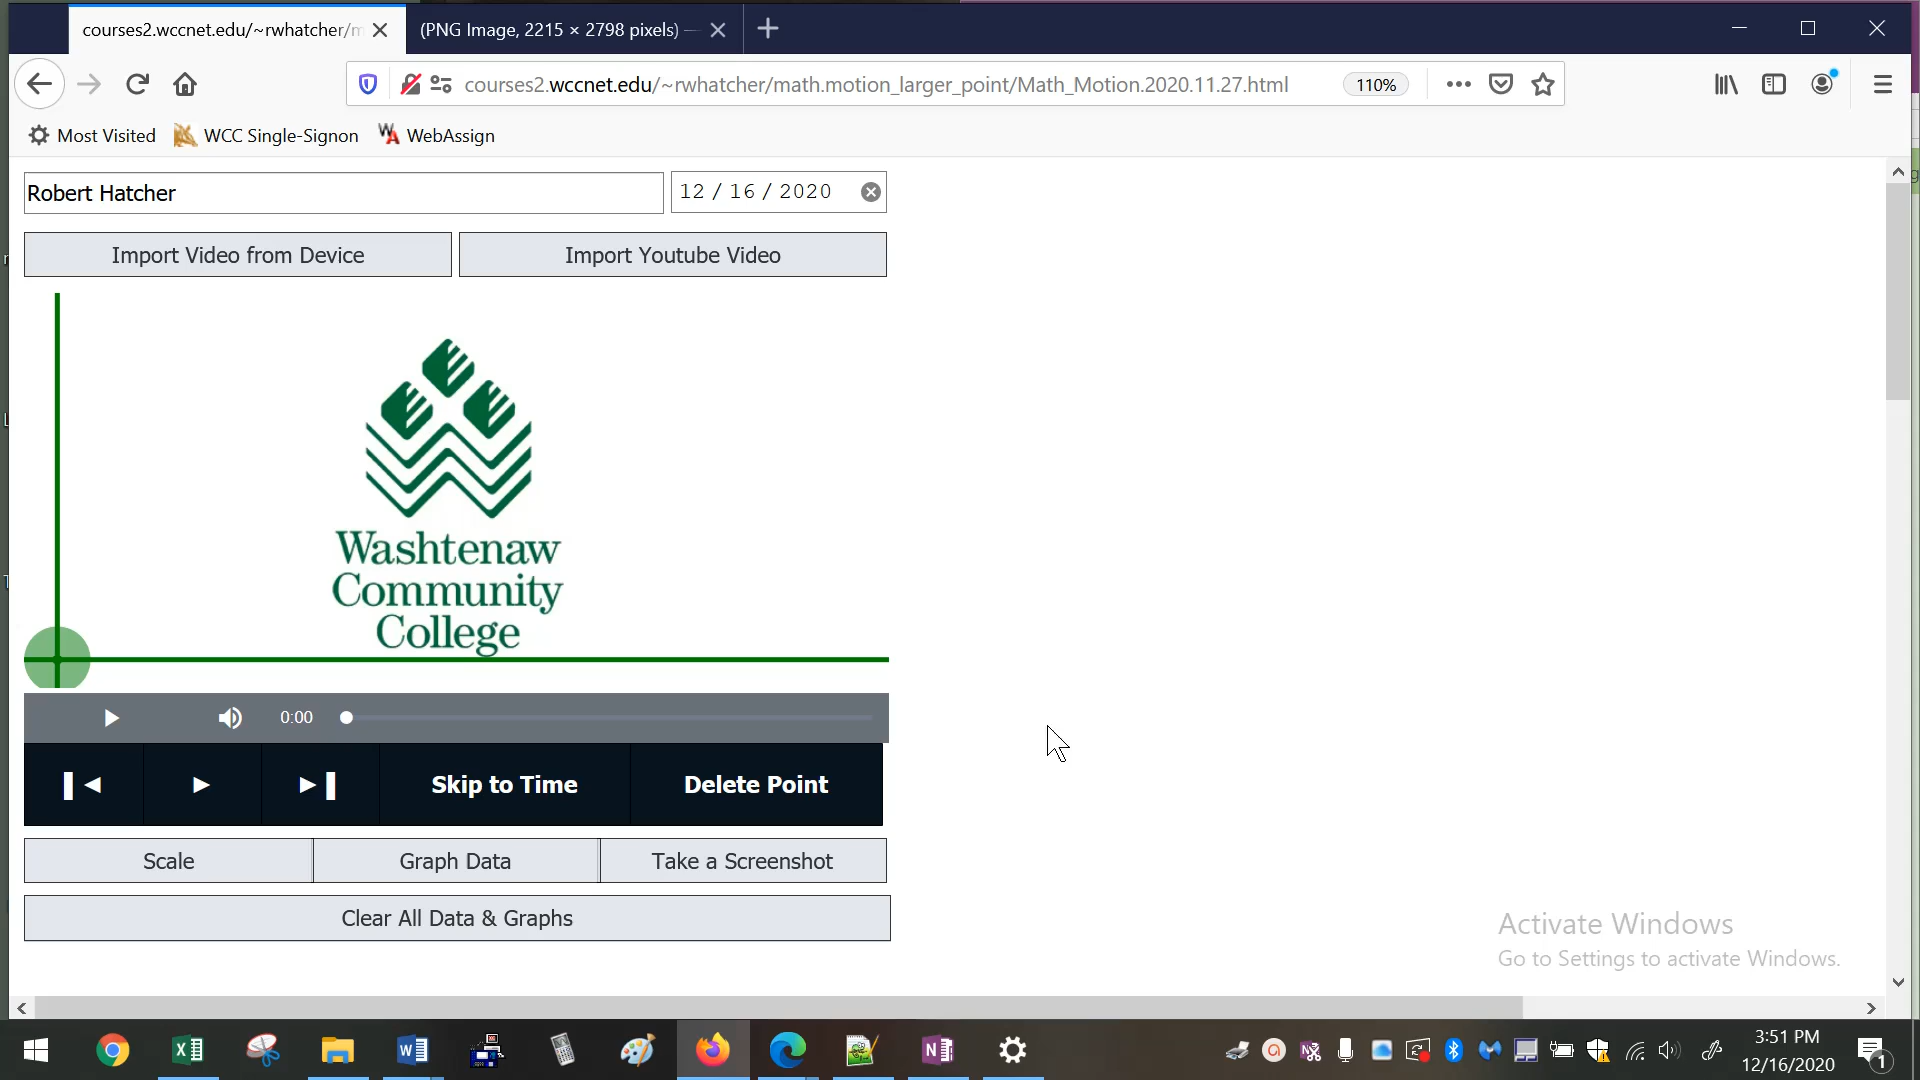 courses2.wccnet.edu/~rwhatcher/m
(PNG Image, 2215 × 2798 pixels) —
courses2.wccnet.edu/~rwhatcher/math.motion_larger_point/Math_Motion.2020.11.27.html
110%
Most Visited
WCC Single-Signon
WebAssign
Robert Hatcher
12 / 16 / 2020
Import Video from Device
Import Youtube Video
Washtenaw
Community
College
0:00
Skip to Time
Delete Point
Scale
Graph Data
Take a Screenshot
Clear All Data & Graphs
Activate Windows
Go to Settings to activate Windows.
3:51 PM
12/16/2020
1